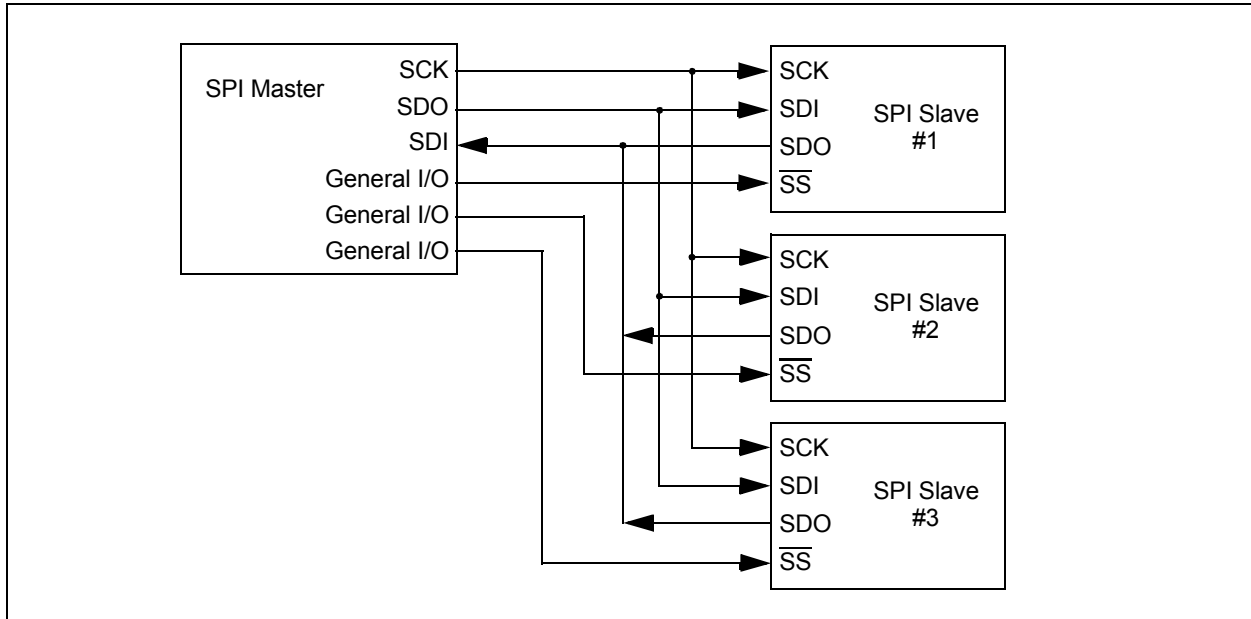 SPI Master
SCK
SDO
SDI
General I/O
General I/O
General I/O
SCK
SDI
SDO
SS
SPI Slave
#1
SCK
SDI
SDO
SS
SPI Slave
#2
SCK
SDI
SDO
SS
SPI Slave
#3